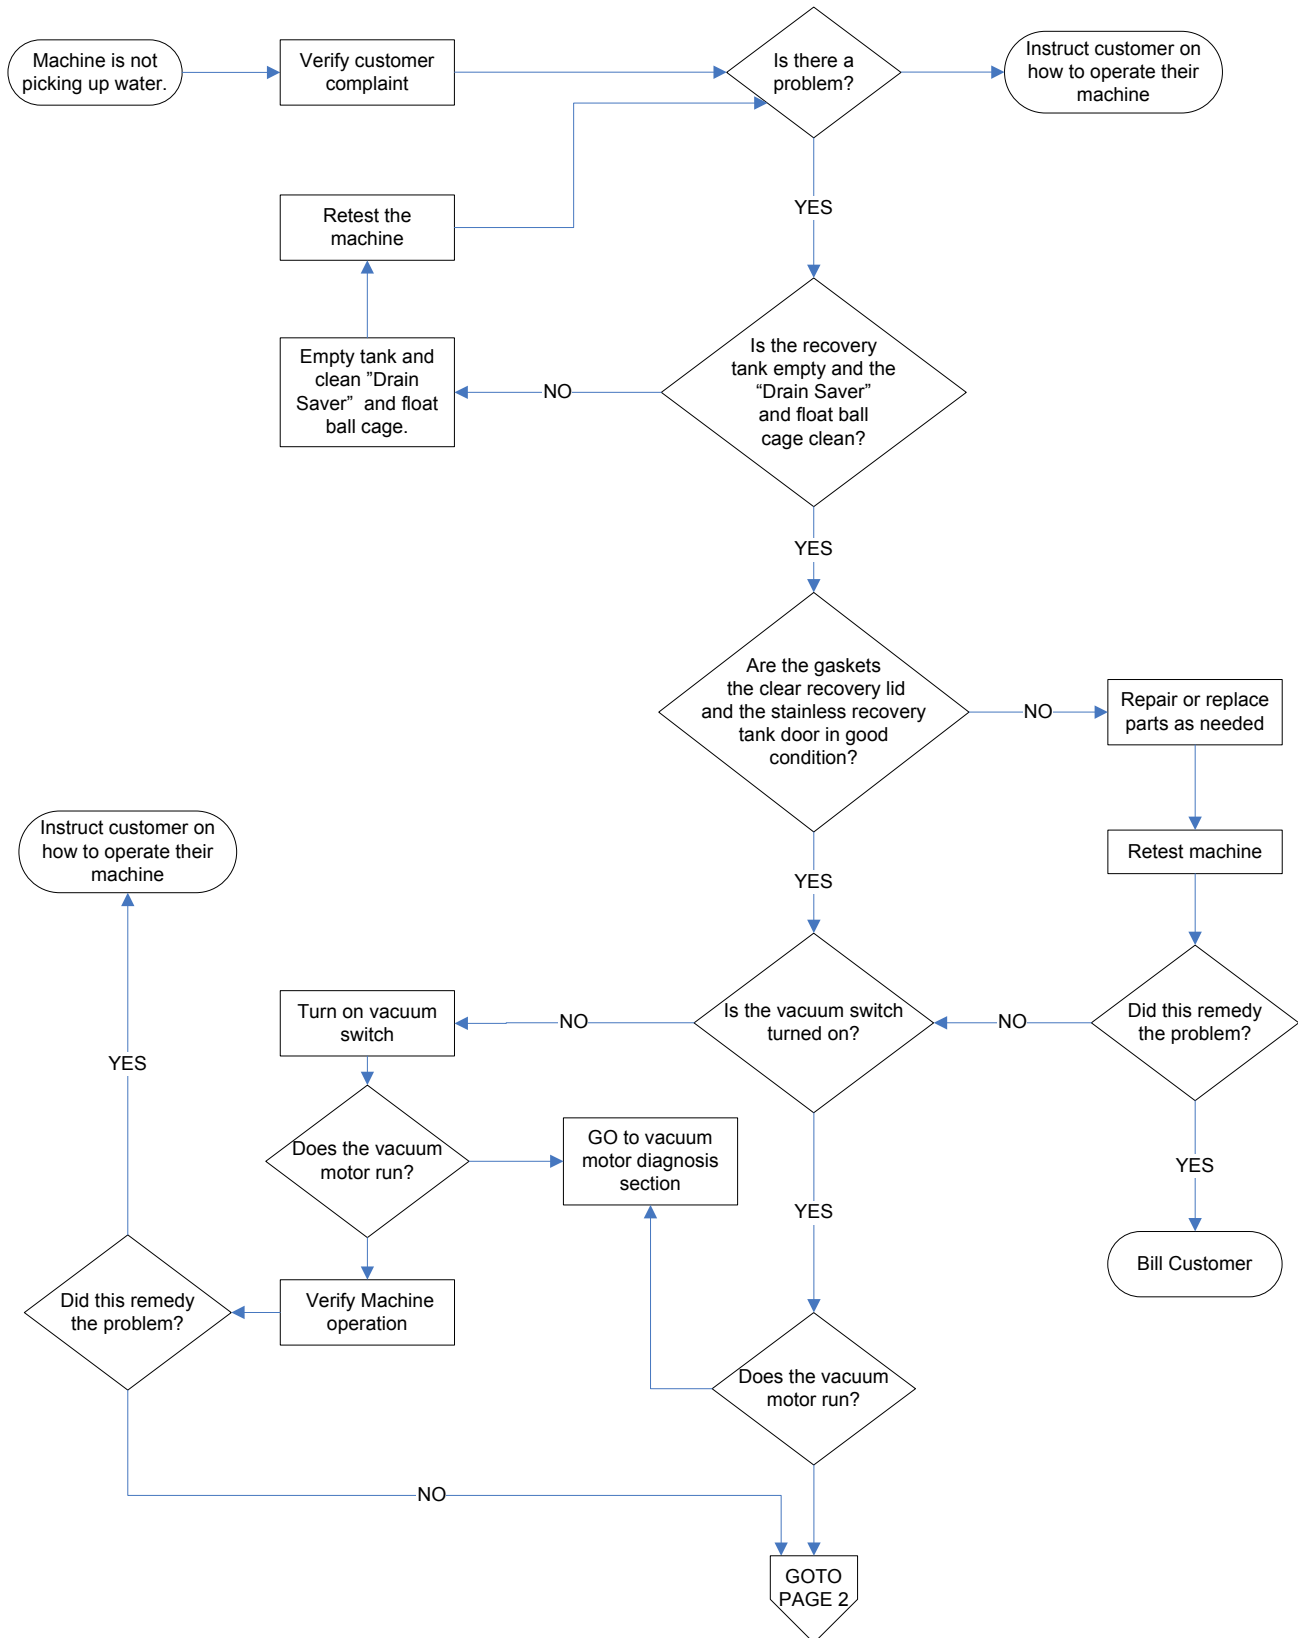 Machine is not
picking up water.
Verify customer
complaint
Is there a
problem?
Instruct customer on
how to operate their
machine
YES
Retest the
machine
Empty tank and
clean ”Drain
Saver”  and float
ball cage.
NO
Is the recovery
tank empty and the
“Drain Saver”
and float ball
cage clean?
YES
Are the gaskets
the clear recovery lid
and the stainless recovery
tank door in good
condition?
NO
Repair or replace
parts as needed
Retest machine
Instruct customer on
how to operate their
machine
YES
YES
Turn on vacuum
switch
NO
Is the vacuum switch
turned on?
NO
Did this remedy
the problem?
Does the vacuum
motor run?
GO to vacuum
motor diagnosis
section
YES
YES
Bill Customer
Did this remedy
the problem?
Verify Machine
operation
Does the vacuum
motor run?
NO
GOTO
PAGE 2